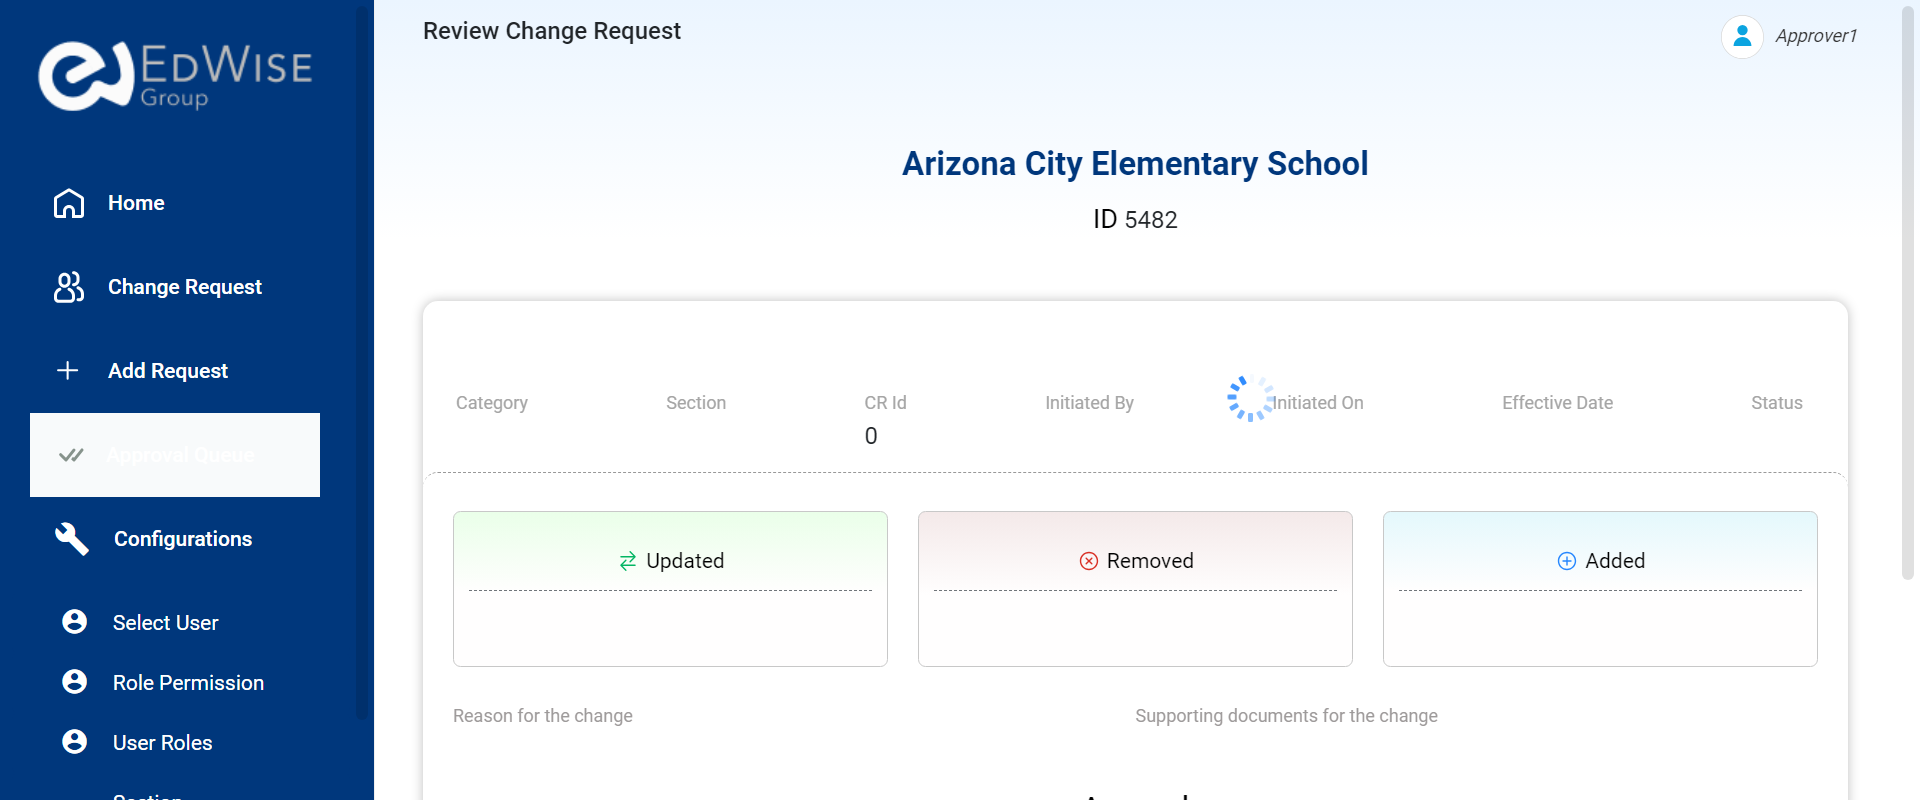 EDWISE
Group
Home
Change Request
Add Request
Approval Queue
Configurations
Select User
Role Permission
User Roles
Section
Review Change Request
Approver1
Arizona City Elementary School
ID 5482
Category Section CR Id Initiated By Initiated On Effective Date Status
0
Updated Removed Added
Reason for the change Supporting documents for the change